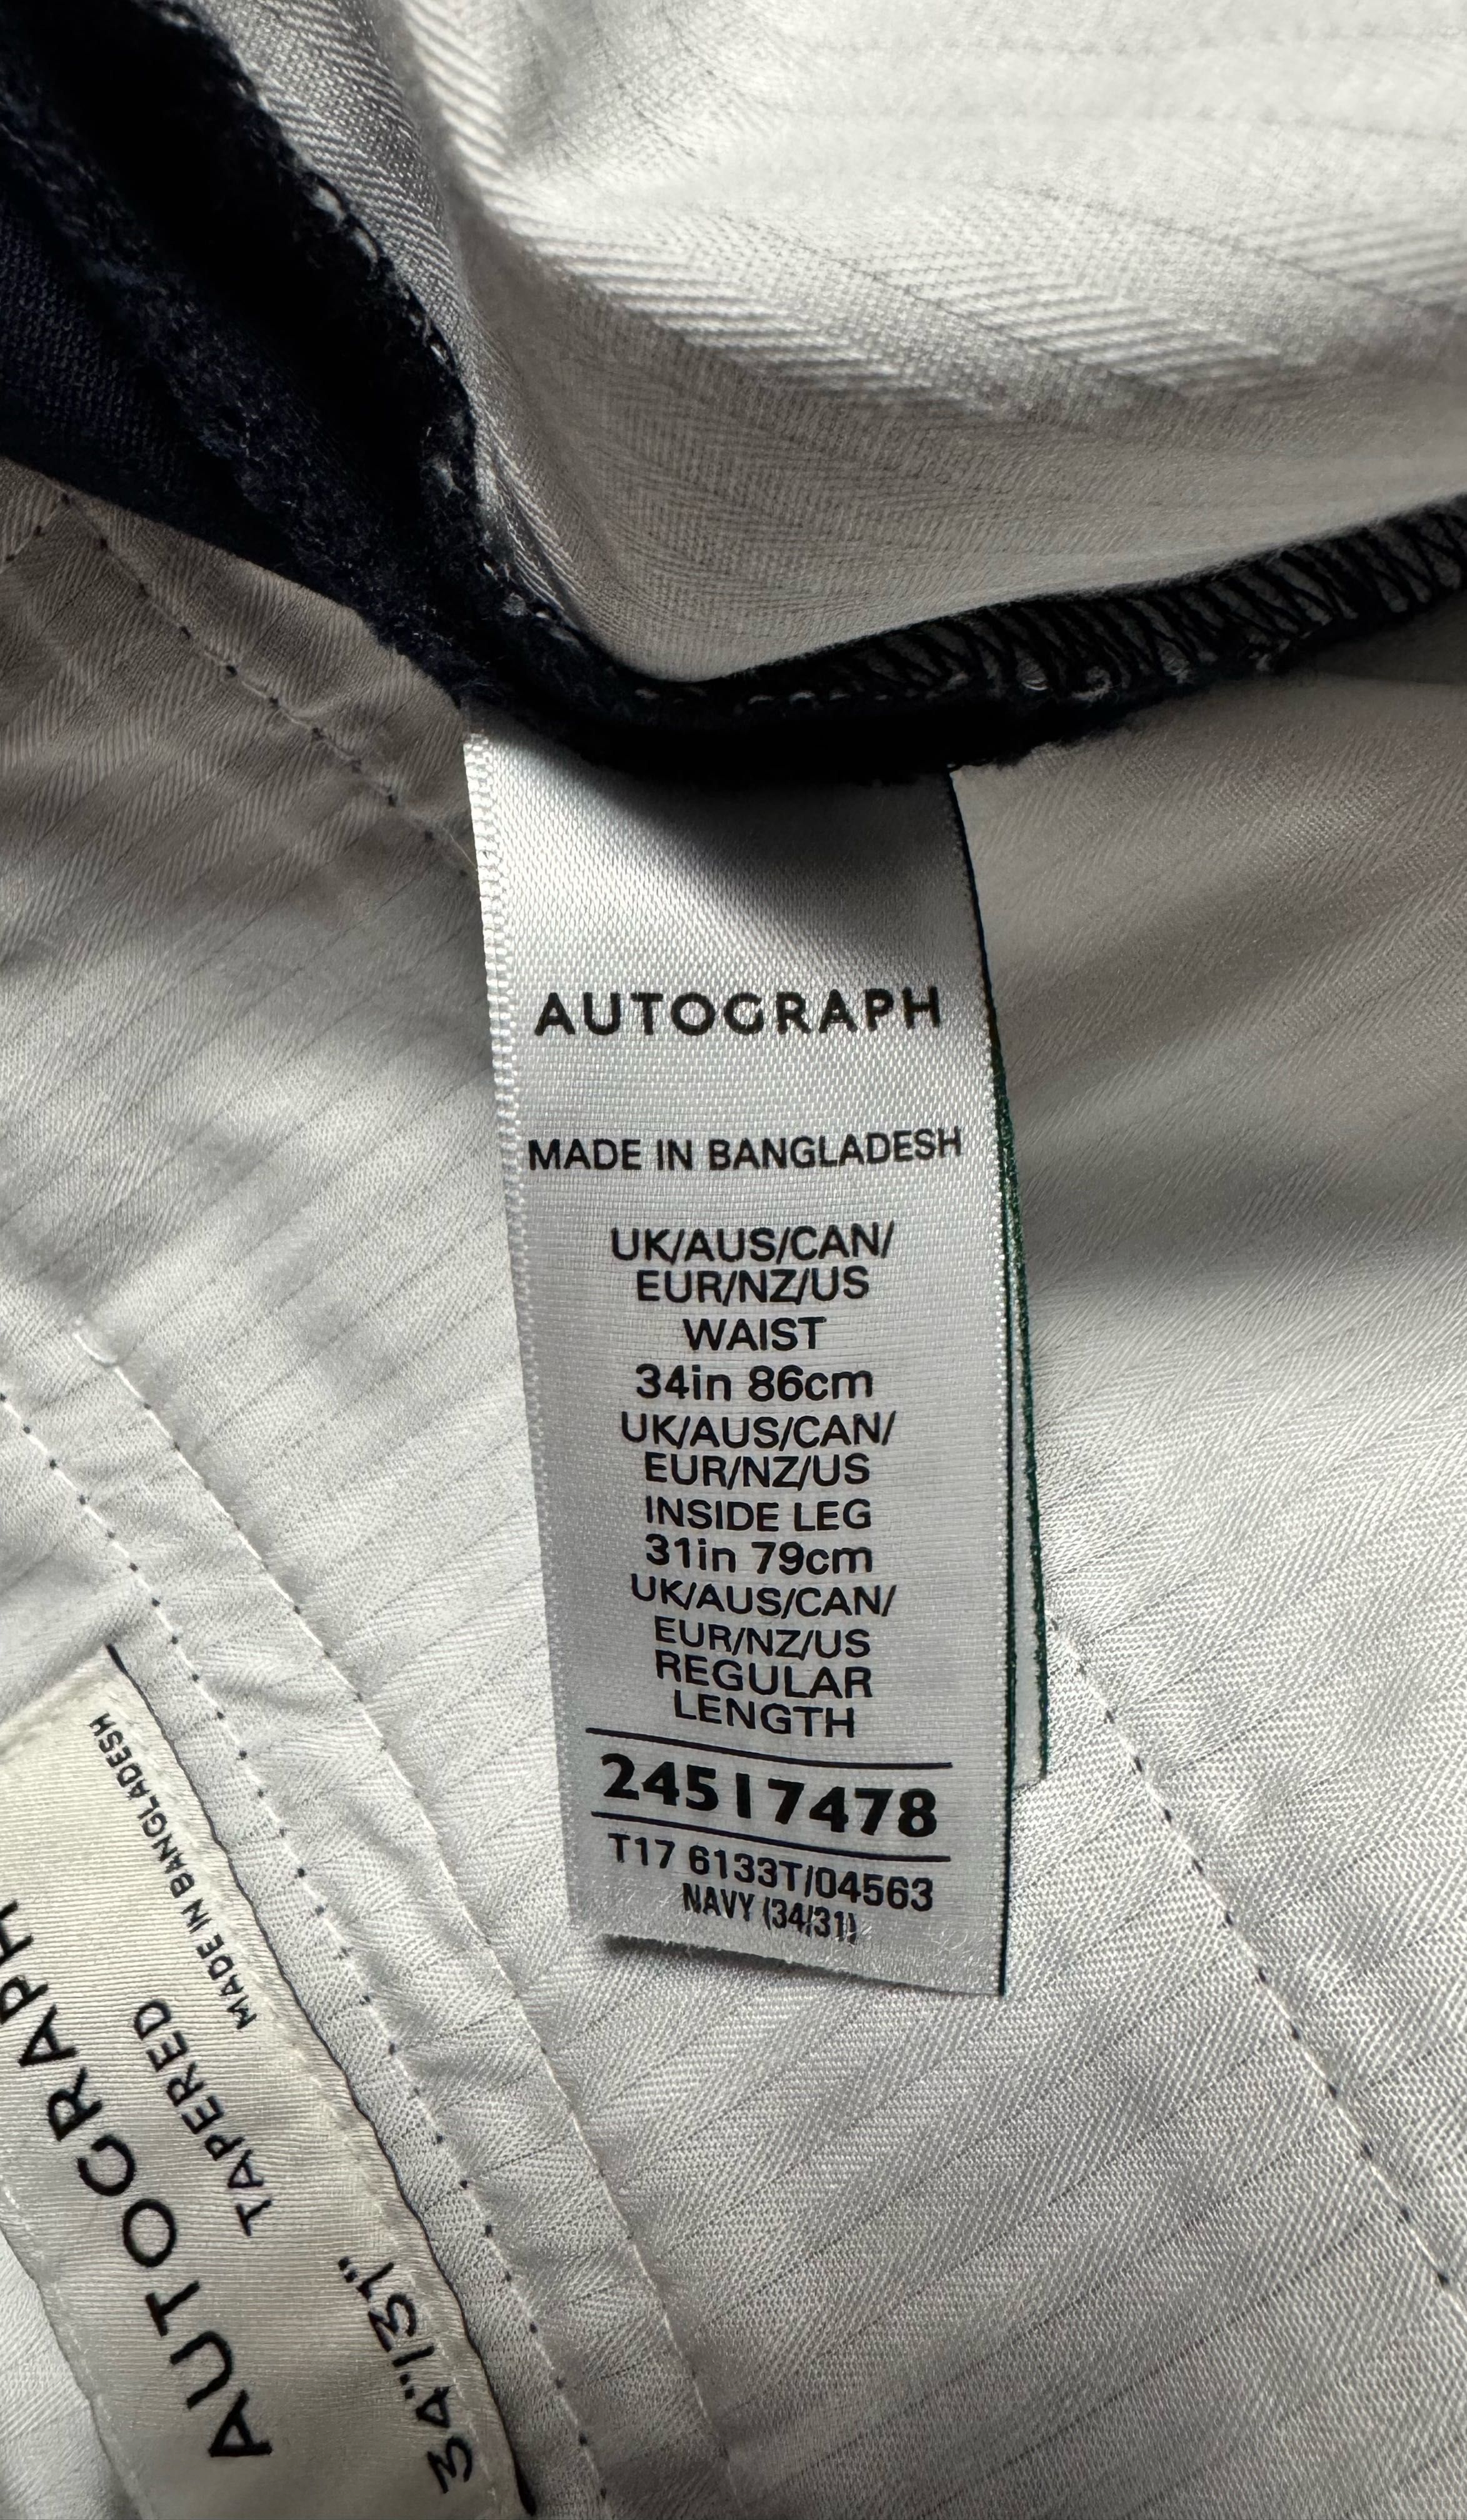 AUTOGRAPH
MADE IN BANGLADESH
UK/AUS/CAN/
EUR/NZ/US
WAIST
34in 86cm
UK/AUS/CAN/
EUR/NZ/US
INSIDE LEG
31in 79cm
UK/AUS/CAN/
EUR/NZ/US
REGULAR
LENGTH
24517478
T17 6133T/04563
NAVY (34/31)
AUTOGRAPH
TAPERED
MADE IN BANGLADESH
34"/31"